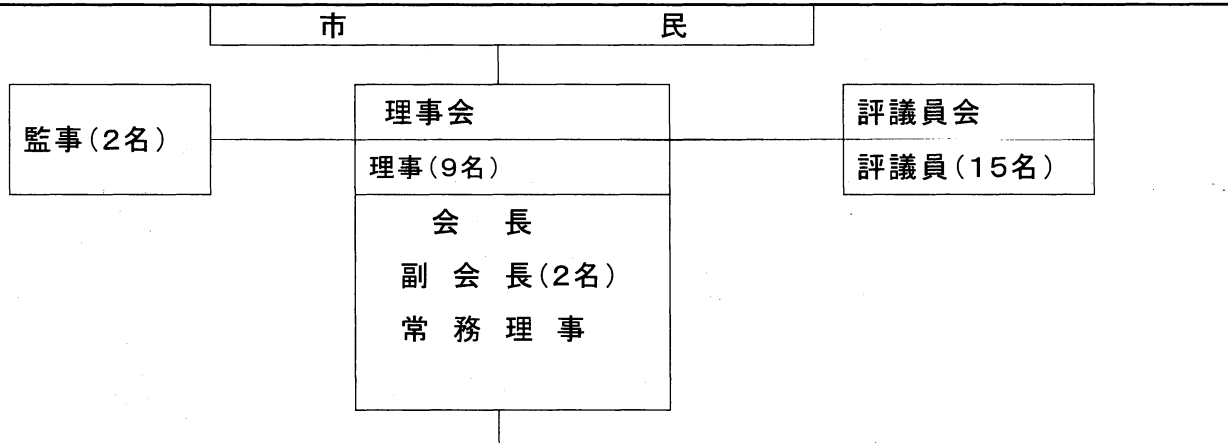 市 民
監事(2名)
理事会
理事(9名)
会 長
副 会 長(2名)
常 務 理 事
評議員会
評議員(15名)